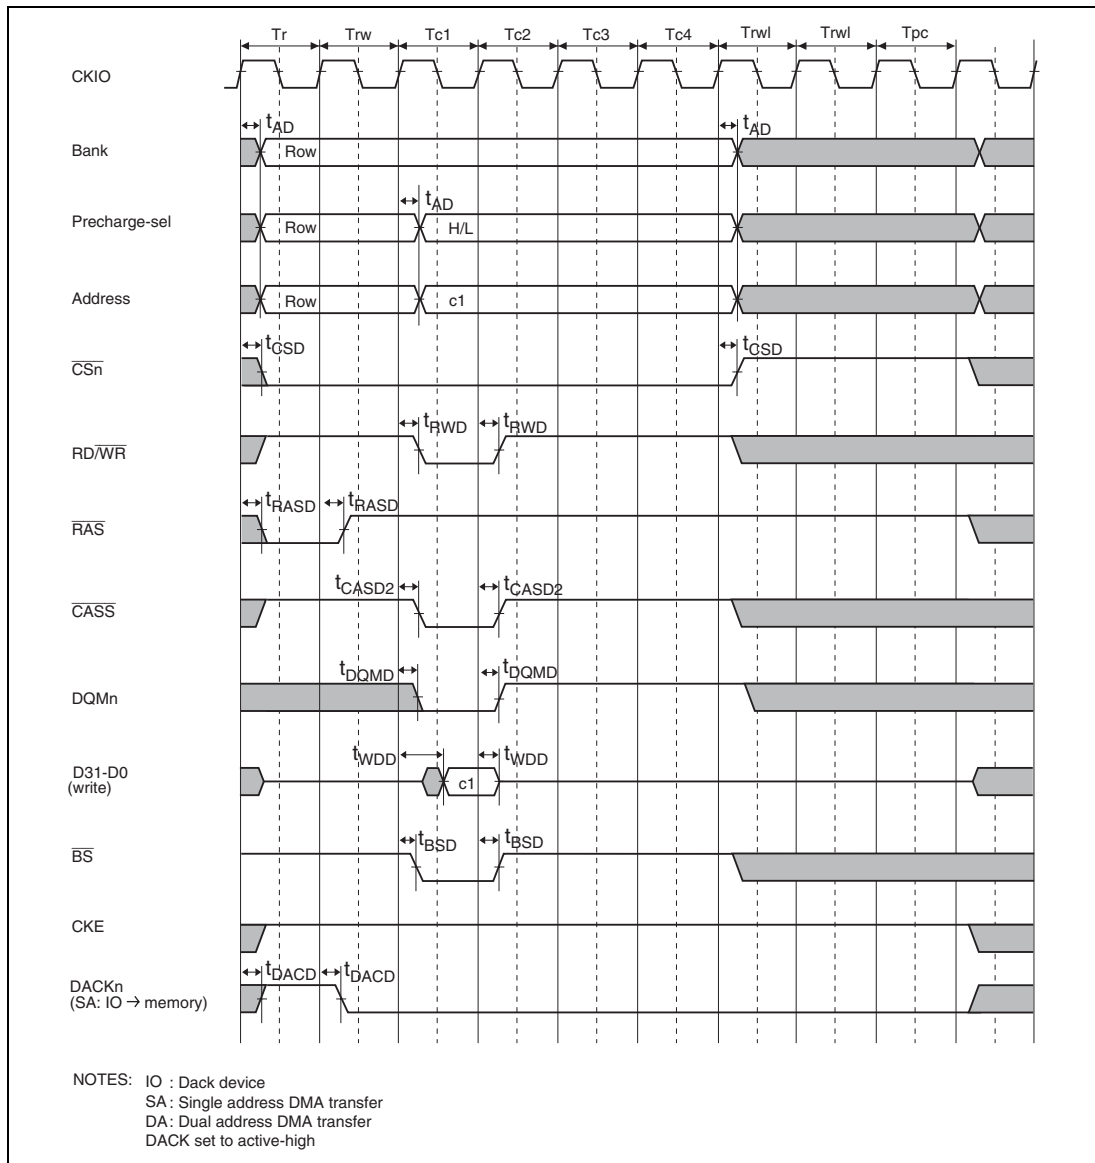 Tr Trw Tc1 Tc2 Tc3 Tc4 Trwl Trwl Tpc
CKIO
tAD tAD
Bank Row
tAD
Precharge-sel Row H/L
Address Row c1
tCSD tCSD
CSn
tRWD tRWD
RD/WR
tRASD tRASD
RAS
tCASD2 tCASD2
CASS
tDQMD tDQMD
DQMn
tWDD tWDD
D31-D0 c1
(write)
tBSD tBSD
BS
CKE
tDACD tDACD
DACKn
(SA: IO → memory)
NOTES: IO : Dack device
SA : Single address DMA transfer
DA : Dual address DMA transfer
DACK set to active-high